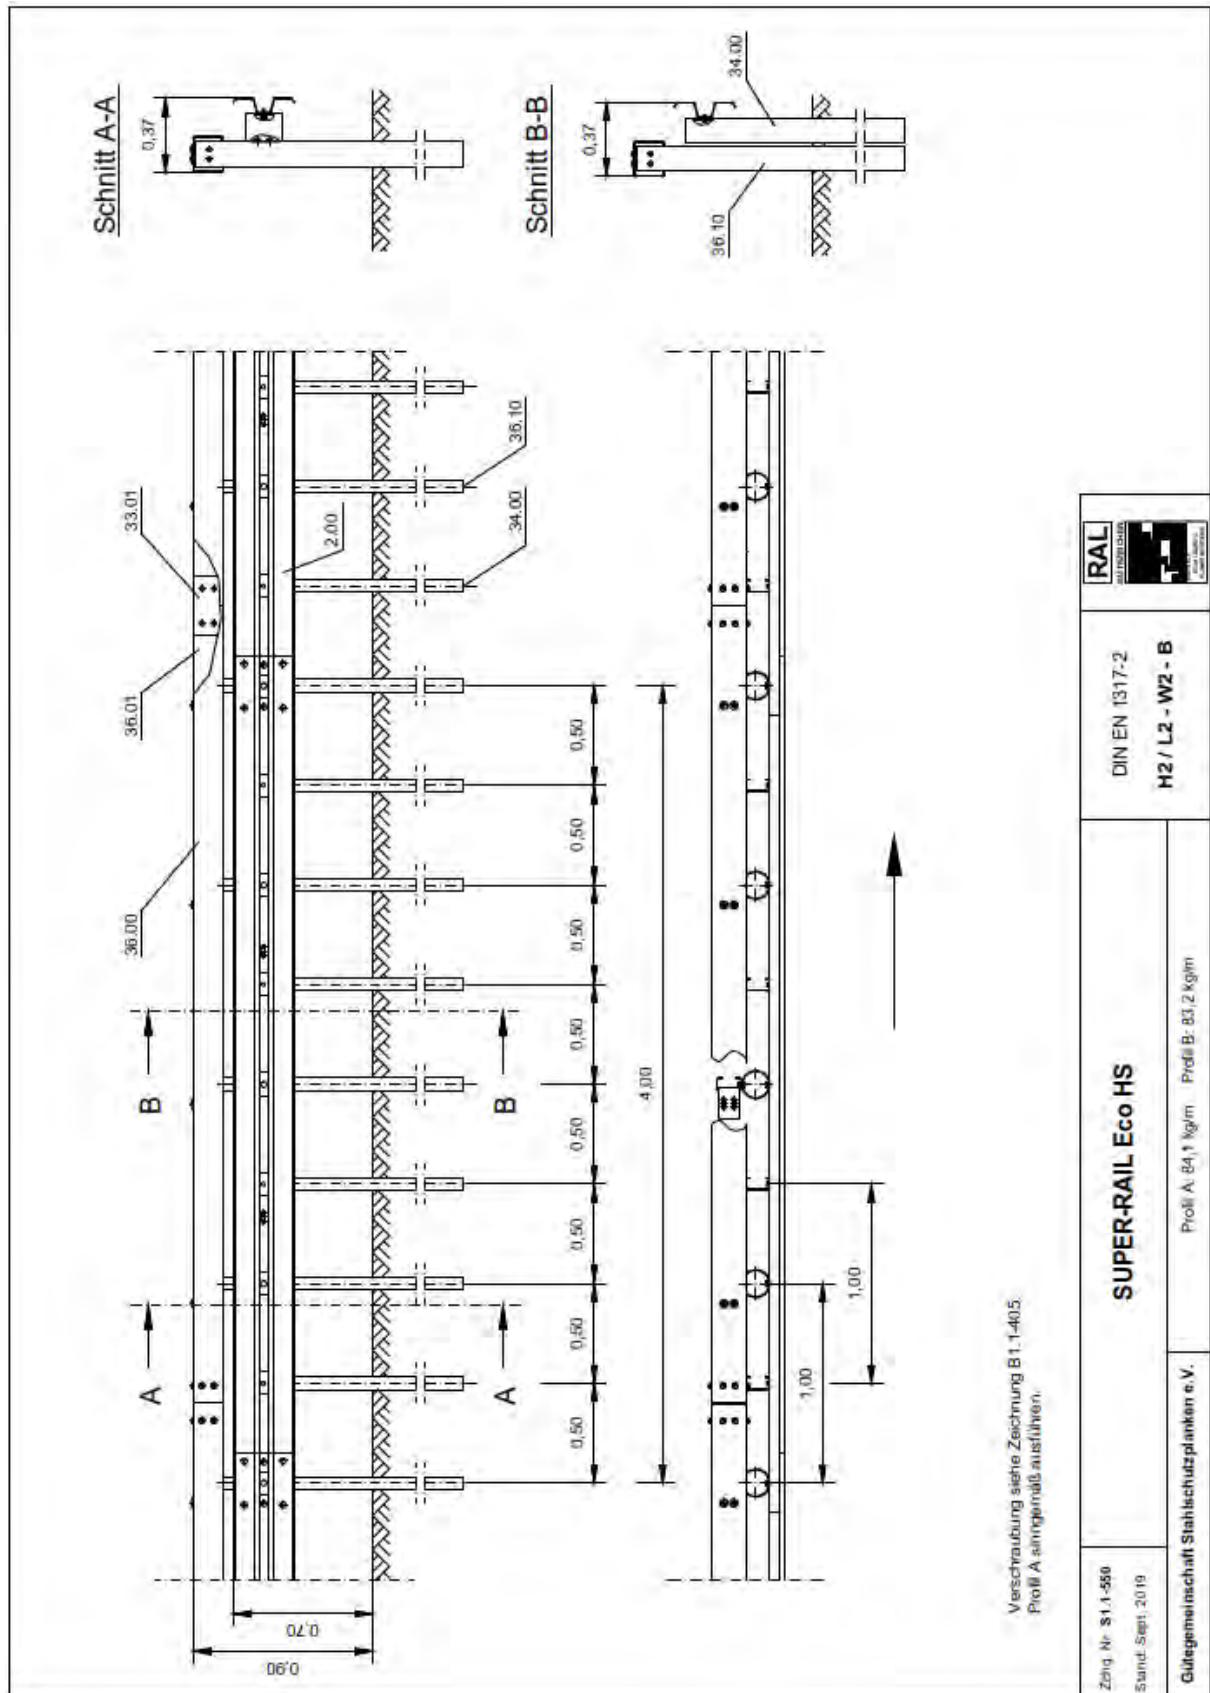 Schnitt A-A
0,37
Schnitt B-B
0,37
34.00
36.10
36.00
36.01
33.01
2.00
34.00
36.10
A
A
B
B
0,90
0,70
0,50
0,50
0,50
0,50
0,50
0,50
0,50
0,50
4,00
1,00
1,00
Verschraubung siehe Zeichnung B1.1-405.
Profil A sinngemäß ausführen.
Zchg. Nr. S1.1-550
Stand: Sept. 2019
SUPER-RAIL Eco HS
DIN EN 1317-2
H2 / L2 - W2 - B
RAL
GÜTEZEICHEN
Gütegemeinschaft Stahlschutzplanken e.V.
Profil A: 84,1 kg/m Profil B: 83,2 kg/m